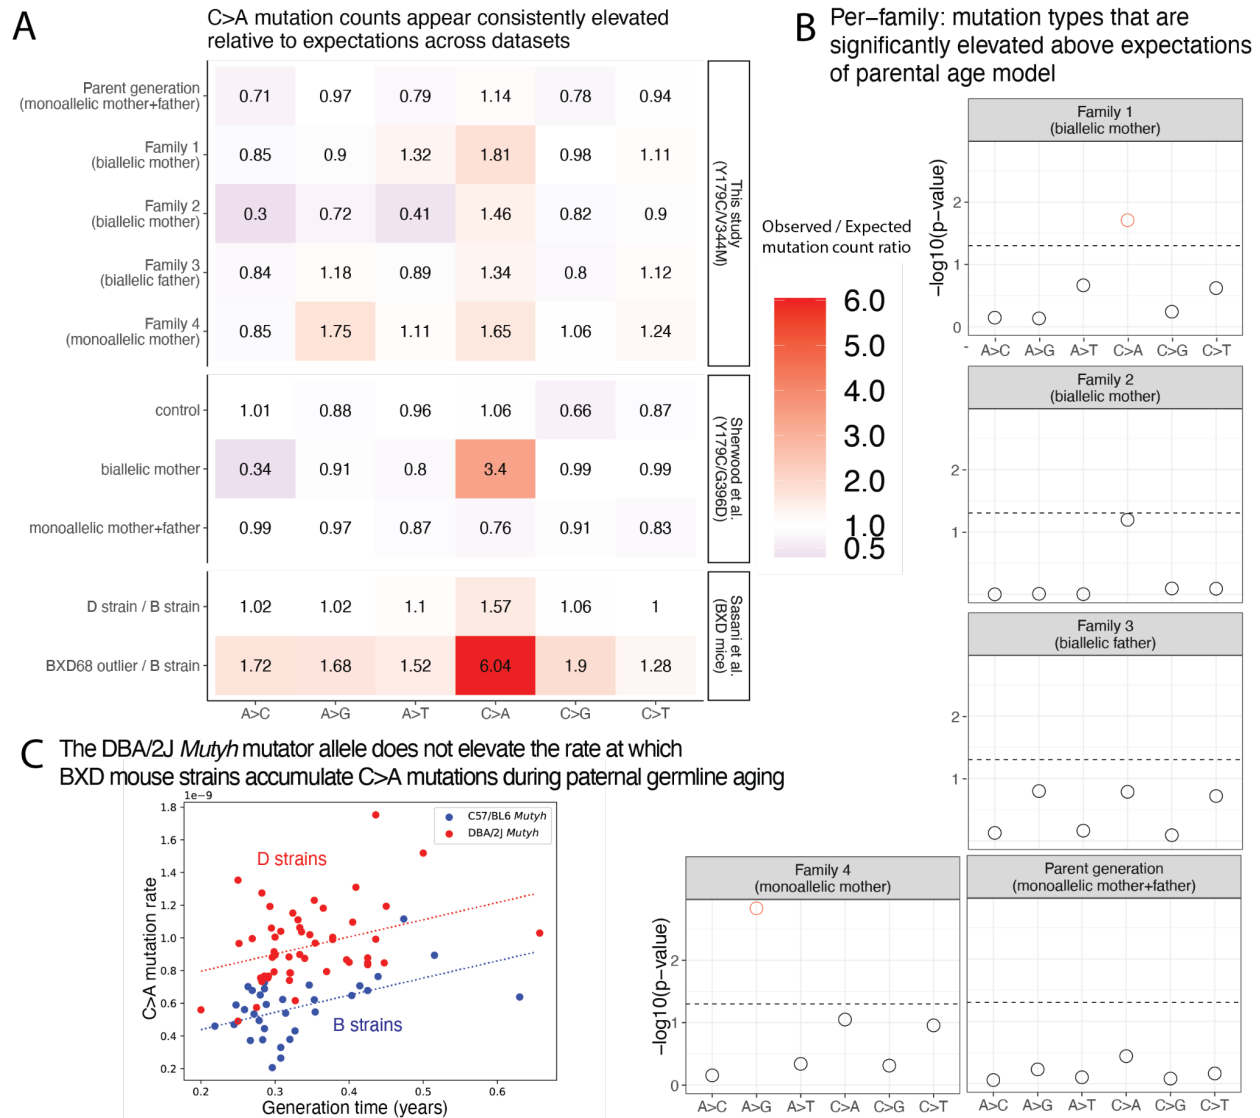 A
C>A mutation counts appear consistently elevated
relative to expectations across datasets
Parent generation
(monoallelic mother+father)
0.71 0.97 0.79 1.14 0.78 0.94
Family 1
(biallelic mother)
0.85 0.9 1.32 1.81 0.98 1.11
Family 2
(biallelic mother)
0.3 0.72 0.41 1.46 0.82 0.9
Family 3
(biallelic father)
0.84 1.18 0.89 1.34 0.8 1.12
Family 4
(monoallelic mother)
0.85 1.75 1.11 1.65 1.06 1.24
This study
(Y179C/V344M)
control 1.01 0.88 0.96 1.06 0.66 0.87
biallelic mother 0.34 0.91 0.8 3.4 0.99 0.99
monoallelic mother+father 0.99 0.97 0.87 0.76 0.91 0.83
Sherwood et al.
(Y179C/G396D)
D strain / B strain 1.02 1.02 1.1 1.57 1.06 1
BXD68 outlier / B strain 1.72 1.68 1.52 6.04 1.9 1.28
Sasani et al.
(BXD mice)
A>C A>G A>T C>A C>G C>T
Observed / Expected
mutation count ratio
6.0
5.0
4.0
3.0
2.0
1.0
0.5
B
Per−family: mutation types that are
significantly elevated above expectations
of parental age model
Family 1
(biallelic mother)
−log10(p−value)
2
1
0
-
A>C A>G A>T C>A C>G C>T
Family 2
(biallelic mother)
2
1
Family 3
(biallelic father)
2
1
Family 4
(monoallelic mother)
−log10(p−value)
2
1
0
A>C A>G A>T C>A C>G C>T
Parent generation
(monoallelic mother+father)
A>C A>G A>T C>A C>G C>T
C
The DBA/2J Mutyh mutator allele does not elevate the rate at which
BXD mouse strains accumulate C>A mutations during paternal germline aging
1e−9
C>A mutation rate
1.8
1.6
1.4
1.2
1.0
0.8
0.6
0.4
0.2
C57/BL6 Mutyh
DBA/2J Mutyh
D strains
B strains
0.2 0.3 0.4 0.5 0.6
Generation time (years)